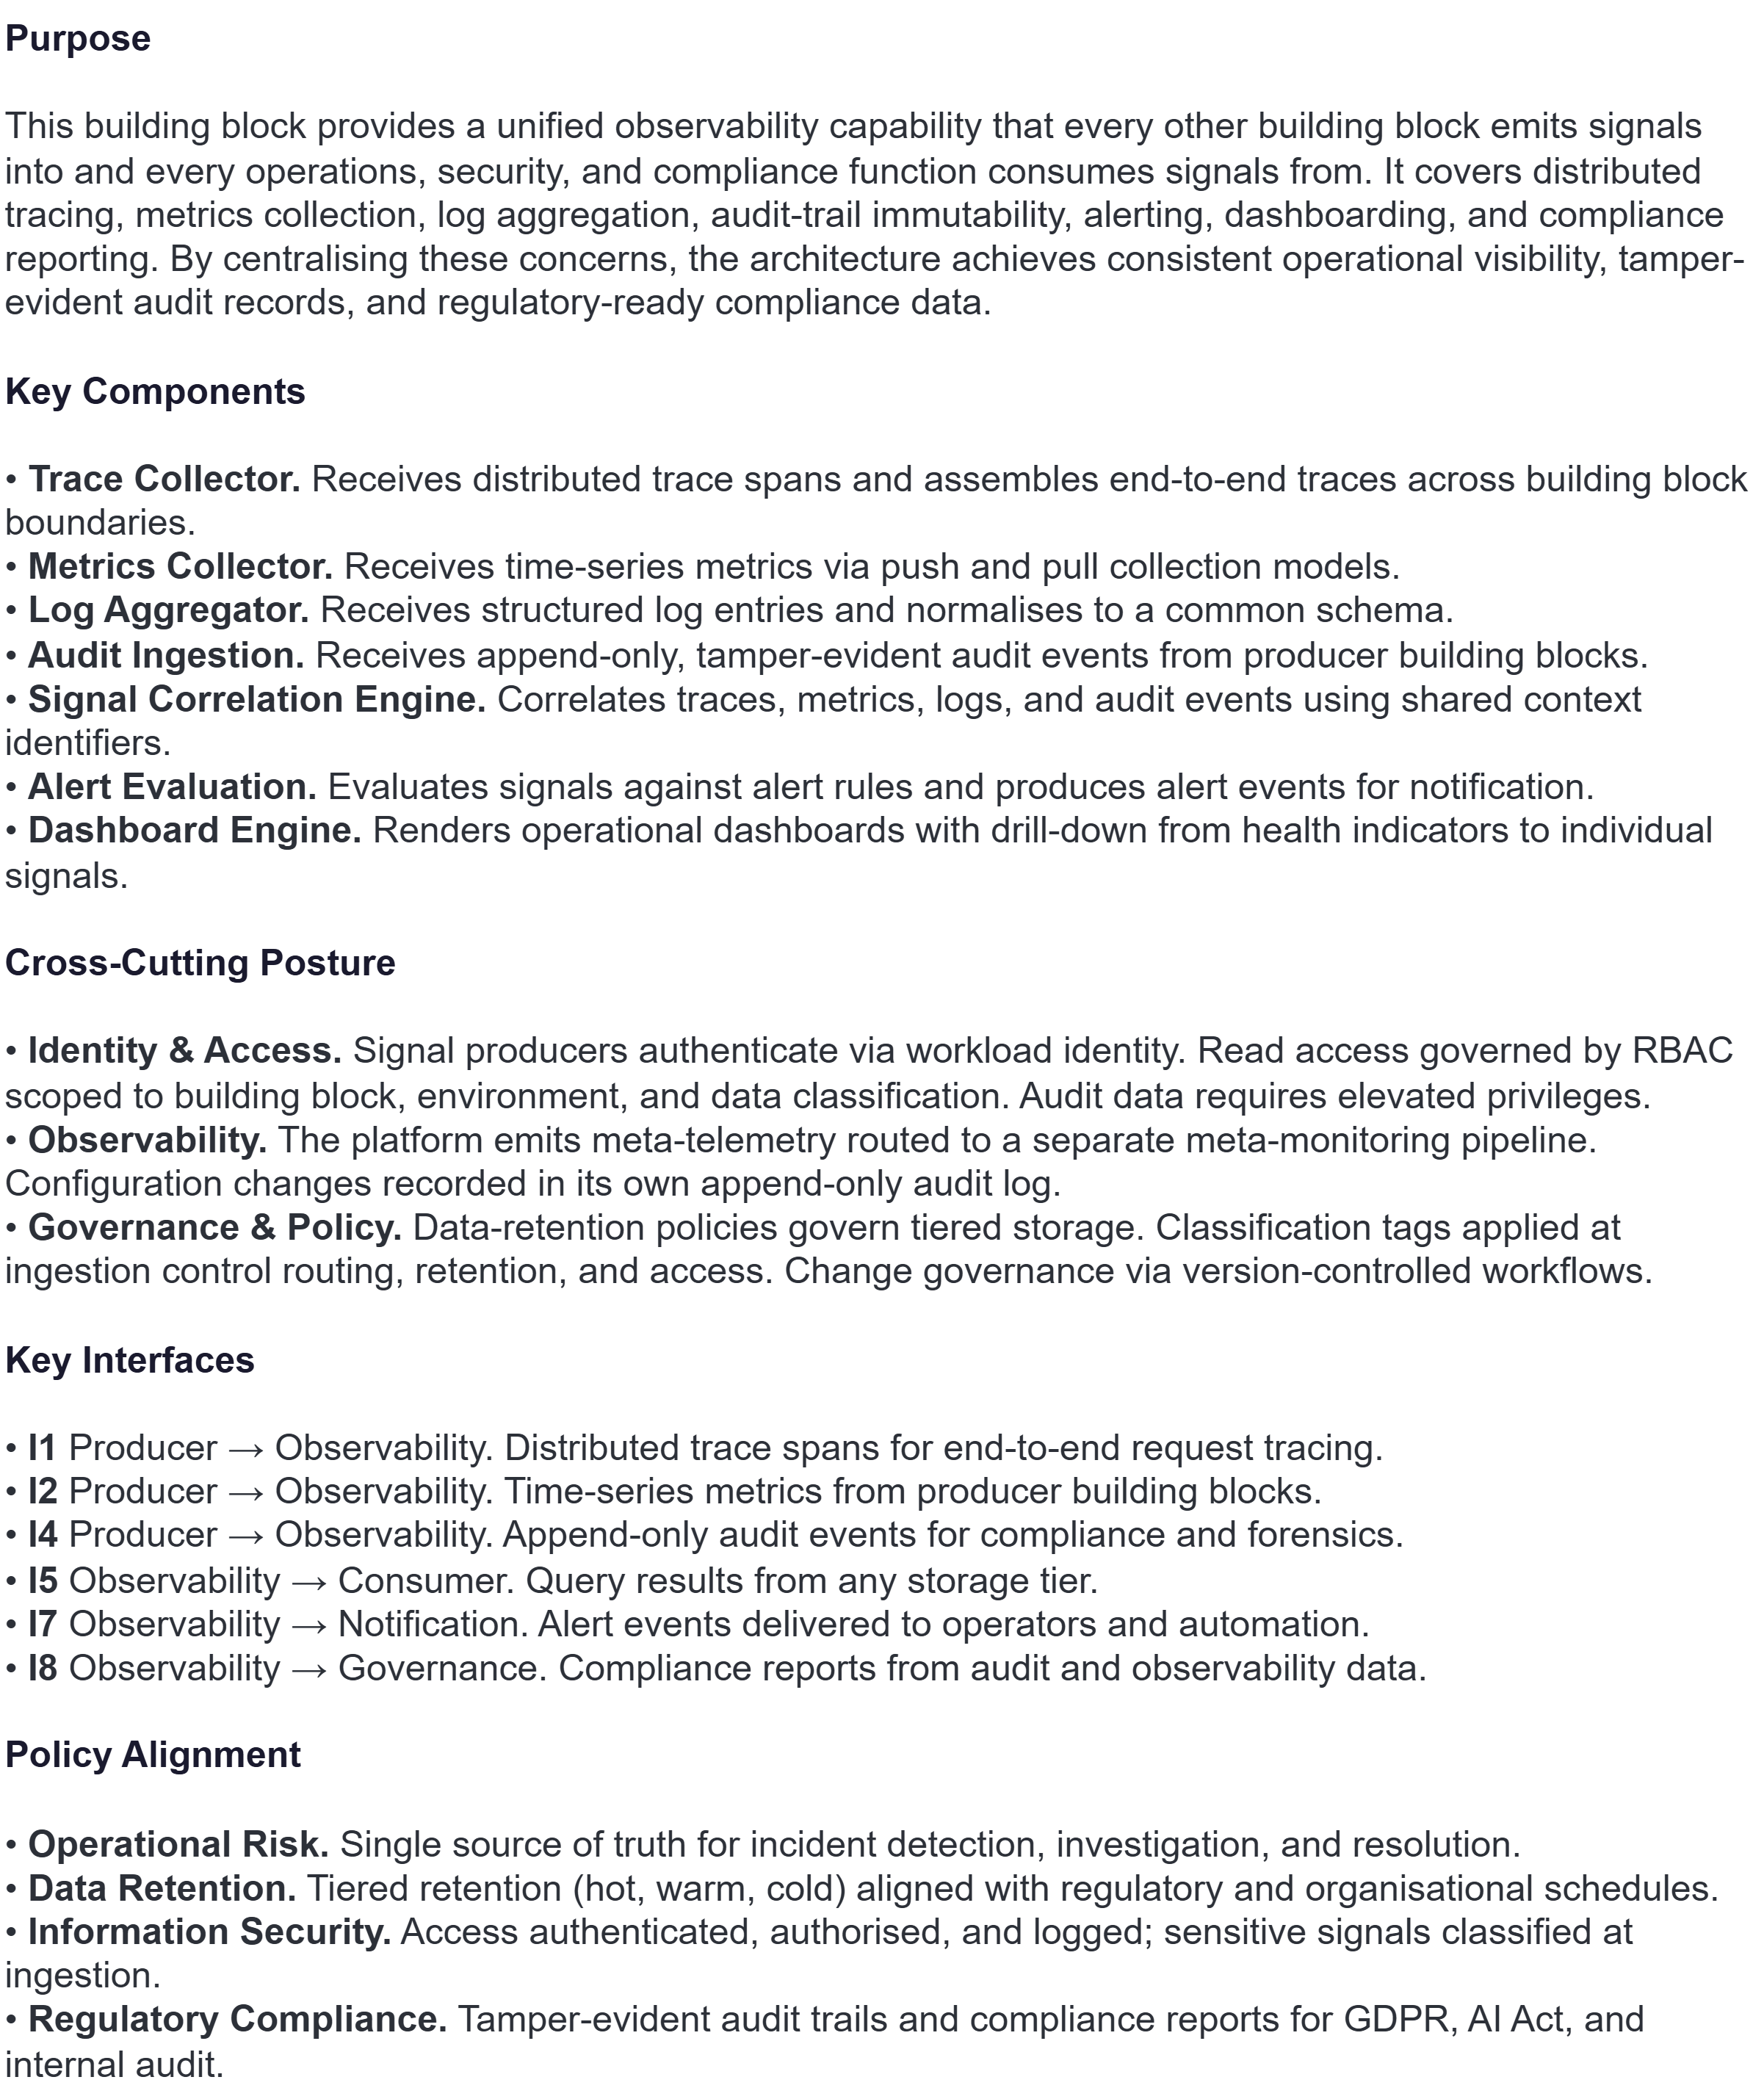 Purpose
This building block provides a unified observability capability that every other building block emits signals
into and every operations, security, and compliance function consumes signals from. It covers distributed
tracing, metrics collection, log aggregation, audit-trail immutability, alerting, dashboarding, and compliance
reporting. By centralising these concerns, the architecture achieves consistent operational visibility, tamper-
evident audit records, and regulatory-ready compliance data.
Key Components
• Trace Collector. Receives distributed trace spans and assembles end-to-end traces across building block
boundaries.
• Metrics Collector. Receives time-series metrics via push and pull collection models.
• Log Aggregator. Receives structured log entries and normalises to a common schema.
• Audit Ingestion. Receives append-only, tamper-evident audit events from producer building blocks.
• Signal Correlation Engine. Correlates traces, metrics, logs, and audit events using shared context
identifiers.
• Alert Evaluation. Evaluates signals against alert rules and produces alert events for notification.
• Dashboard Engine. Renders operational dashboards with drill-down from health indicators to individual
signals.
Cross-Cutting Posture
• Identity & Access. Signal producers authenticate via workload identity. Read access governed by RBAC
scoped to building block, environment, and data classification. Audit data requires elevated privileges.
• Observability. The platform emits meta-telemetry routed to a separate meta-monitoring pipeline.
Configuration changes recorded in its own append-only audit log.
• Governance & Policy. Data-retention policies govern tiered storage. Classification tags applied at
ingestion control routing, retention, and access. Change governance via version-controlled workflows.
Key Interfaces
• I1 Producer → Observability. Distributed trace spans for end-to-end request tracing.
• I2 Producer → Observability. Time-series metrics from producer building blocks.
• I4 Producer → Observability. Append-only audit events for compliance and forensics.
• I5 Observability → Consumer. Query results from any storage tier.
• I7 Observability → Notification. Alert events delivered to operators and automation.
• I8 Observability → Governance. Compliance reports from audit and observability data.
Policy Alignment
• Operational Risk. Single source of truth for incident detection, investigation, and resolution.
• Data Retention. Tiered retention (hot, warm, cold) aligned with regulatory and organisational schedules.
• Information Security. Access authenticated, authorised, and logged; sensitive signals classified at
ingestion.
• Regulatory Compliance. Tamper-evident audit trails and compliance reports for GDPR, AI Act, and
internal audit.